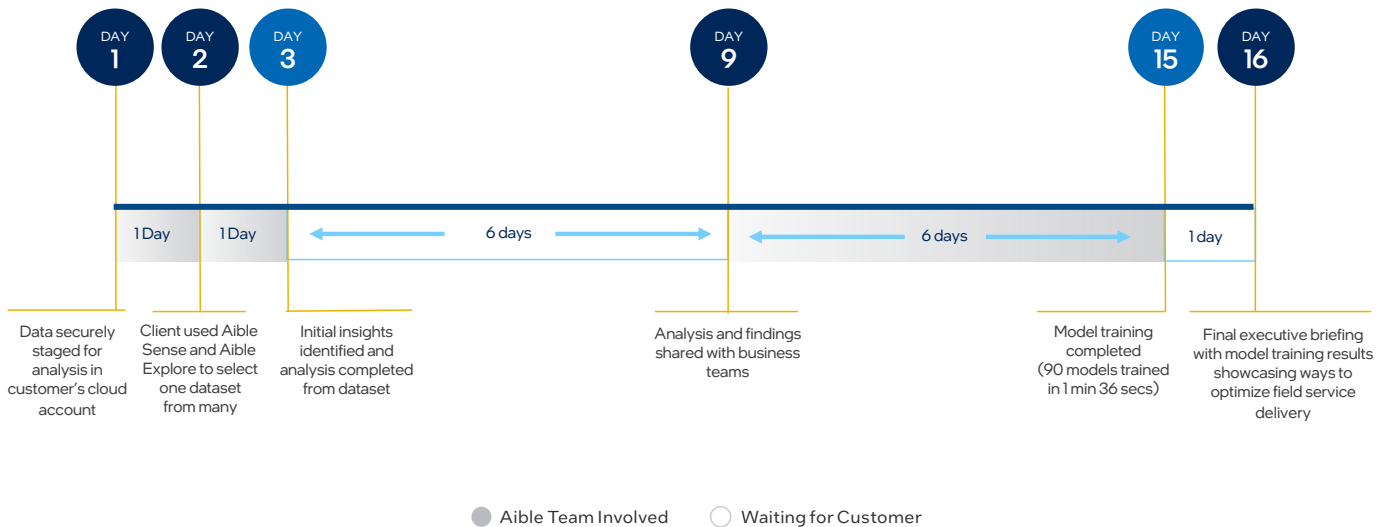 DAY
1
DAY
2
DAY
3
DAY
9
DAY
15
DAY
16
1 Day
1 Day
6 days
6 days
1 day
Data securely
staged for
analysis in
customer's cloud
account
Client used Aible
Sense and Aible
Explore to select
one dataset
from many
Initial insights
identified and
analysis completed
from dataset
Analysis and findings
shared with business
teams
Model training
completed
(90 models trained
in 1 min 36 secs)
Final executive briefing
with model training results
showcasing ways to
optimize field service
delivery
Aible Team Involved
Waiting for Customer